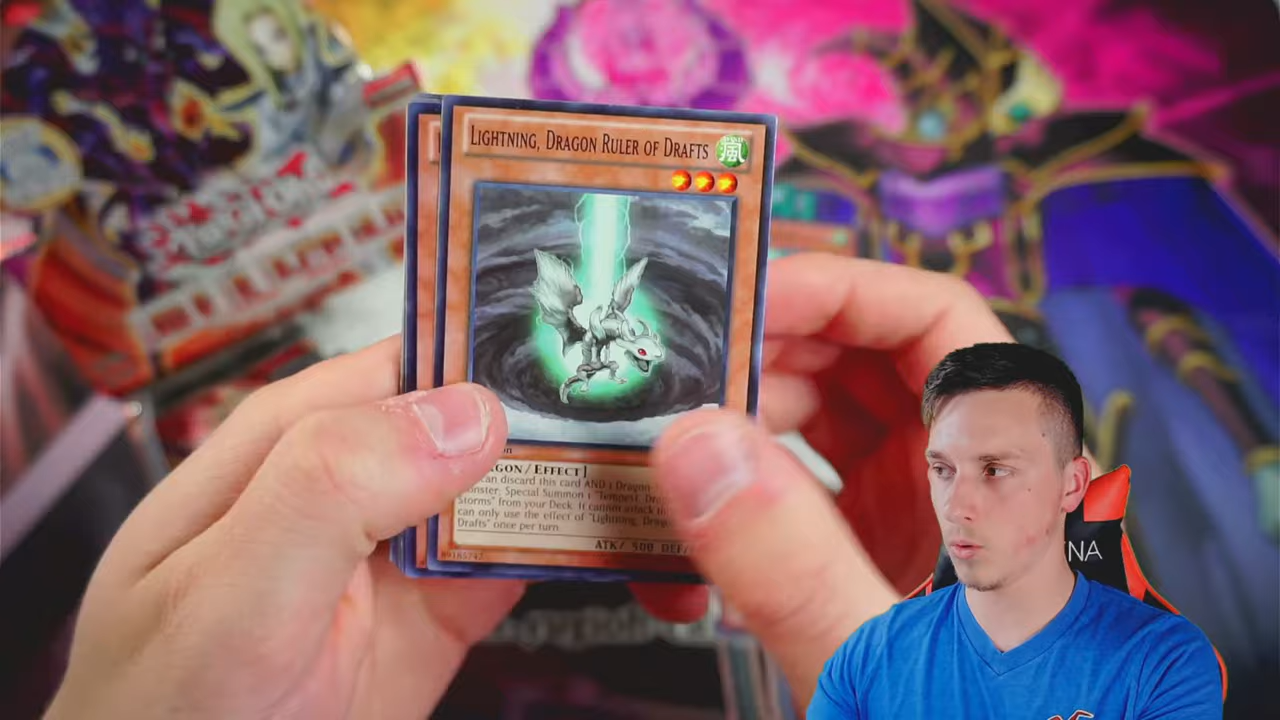 LIGHTNING, DRAGON RULER OF DRAFTS
嵐
AGON / EFFECT ]
can discard this card AND 1 Dragon
Monster; Special Summon 1 "Tempest, Dra
Storms" from your Deck. It cannot attack th
can only use the effect of "Lightning, Drag
Drafts" once per turn.
ATK/ 500 DEF/
NA